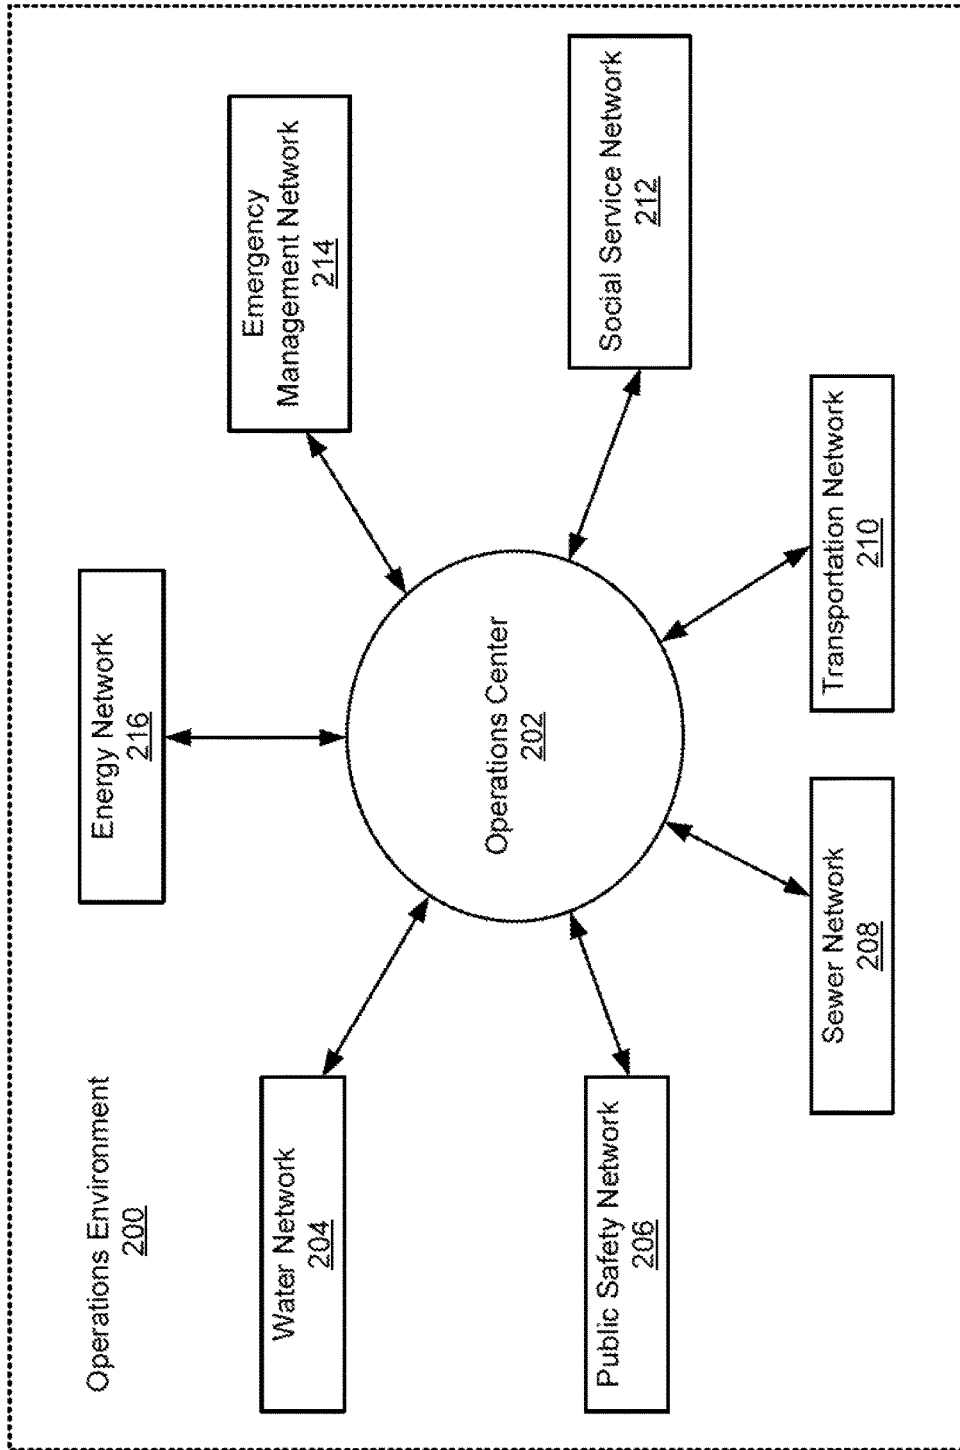 Operations Environment
200
Energy Network
216
Water Network
204
Emergency
Management Network
214
Operations Center
202
Public Safety Network
206
Social Service Network
212
Sewer Network
208
Transportation Network
210